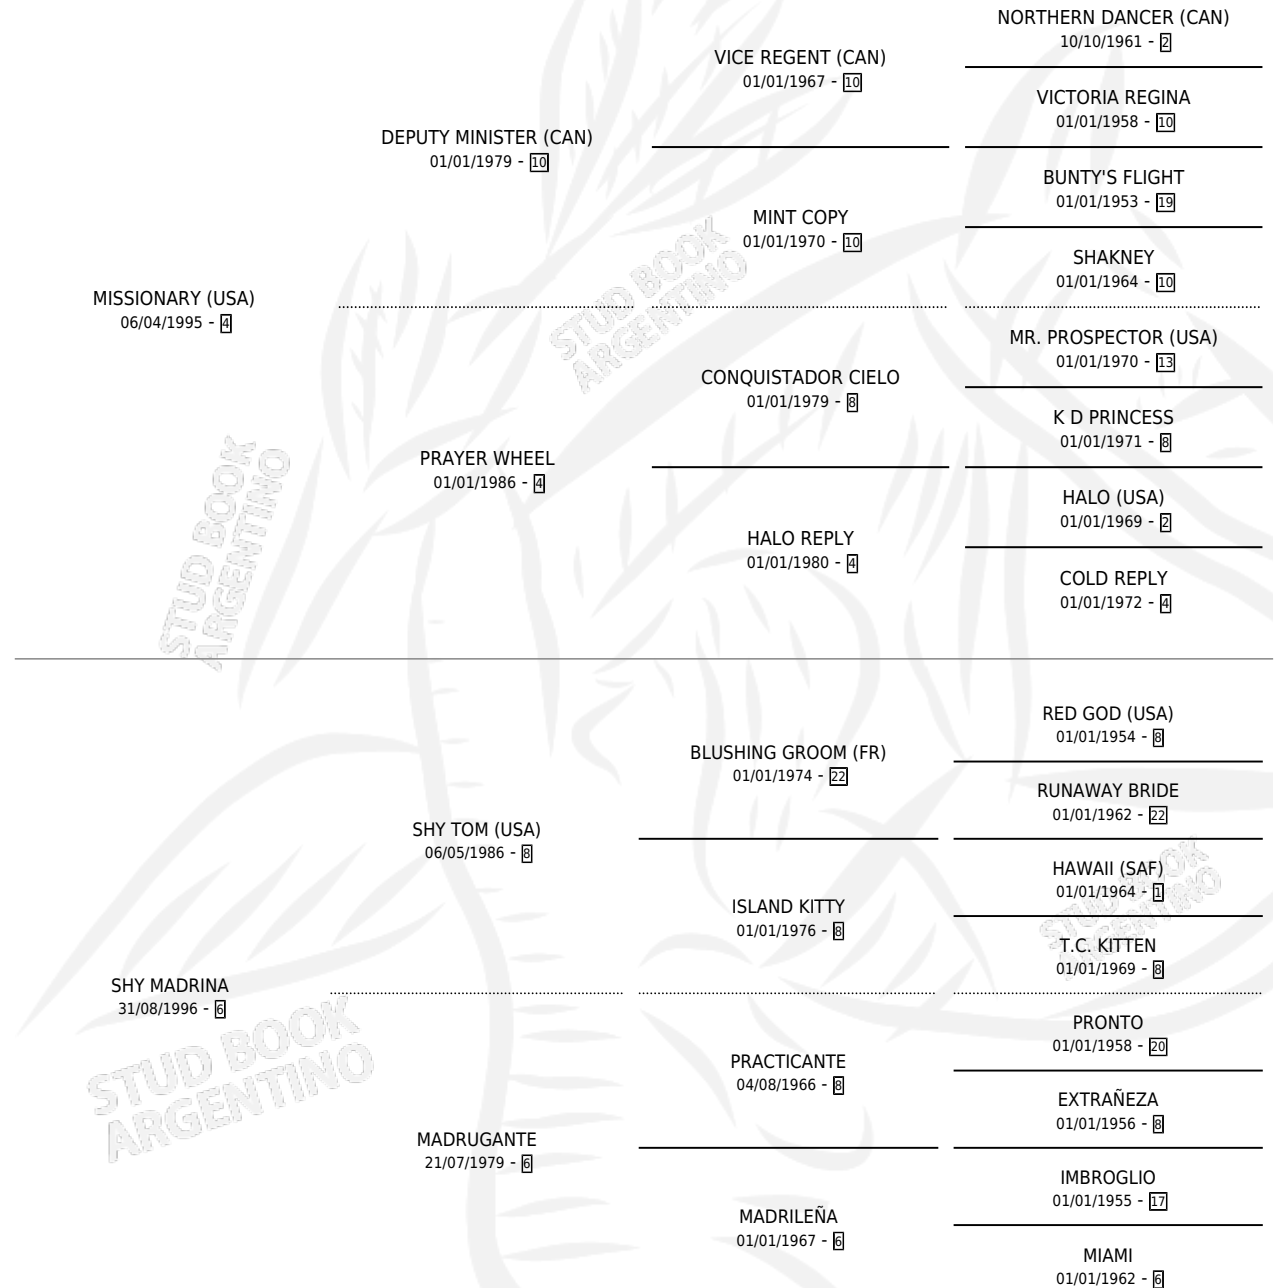 NORTHERN DANCER (CAN)
10/10/1961 - 2
VICE REGENT (CAN)
01/01/1967 - 10
VICTORIA REGINA
01/01/1958 - 10
DEPUTY MINISTER (CAN)
01/01/1979 - 10
BUNTY'S FLIGHT
01/01/1953 - 19
MINT COPY
01/01/1970 - 10
SHAKNEY
01/01/1964 - 10
MISSIONARY (USA)
06/04/1995 - 4
STUD BOOK
ARGENTINO
MR. PROSPECTOR (USA)
01/01/1970 - 13
CONQUISTADOR CIELO
01/01/1979 - 8
K D PRINCESS
01/01/1971 - 8
PRAYER WHEEL
01/01/1986 - 4
HALO (USA)
01/01/1969 - 2
HALO REPLY
01/01/1980 - 4
COLD REPLY
01/01/1972 - 4
STUD BOOK
ARGENTINO
RED GOD (USA)
01/01/1954 - 8
BLUSHING GROOM (FR)
01/01/1974 - 22
RUNAWAY BRIDE
01/01/1962 - 22
SHY TOM (USA)
06/05/1986 - 8
HAWAII (SAF)
01/01/1964 - 1
ISLAND KITTY
01/01/1976 - 8
T.C. KITTEN
01/01/1969 - 8
STUD BOOK
ARGENTINO
SHY MADRINA
31/08/1996 - 6
PRONTO
01/01/1958 - 20
PRACTICANTE
04/08/1966 - 8
EXTRAÑEZA
01/01/1956 - 8
STUD BOOK
ARGENTINO
MADRUGANTE
21/07/1979 - 6
IMBROGLIO
01/01/1955 - 17
MADRILEÑA
01/01/1967 - 6
MIAMI
01/01/1962 - 6